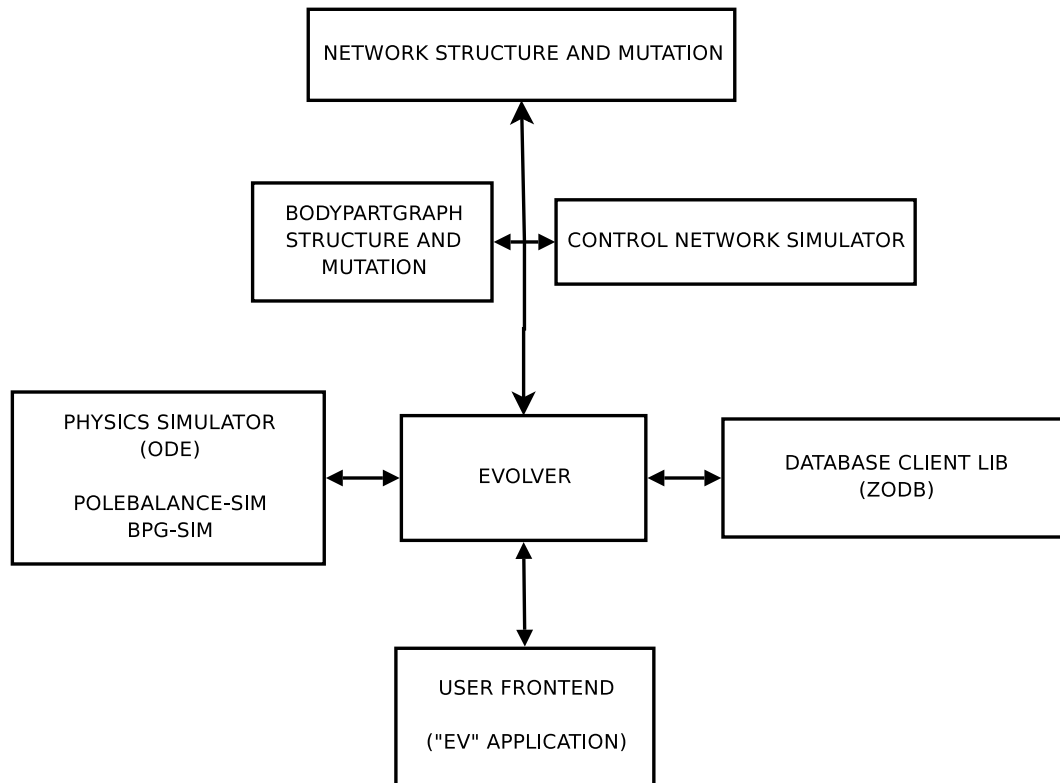 NETWORK STRUCTURE AND MUTATION
BODYPARTGRAPH
STRUCTURE AND
MUTATION
CONTROL NETWORK SIMULATOR
PHYSICS SIMULATOR
(ODE)
POLEBALANCE-SIM
BPG-SIM
EVOLVER
DATABASE CLIENT LIB
(ZODB)
USER FRONTEND
("EV" APPLICATION)